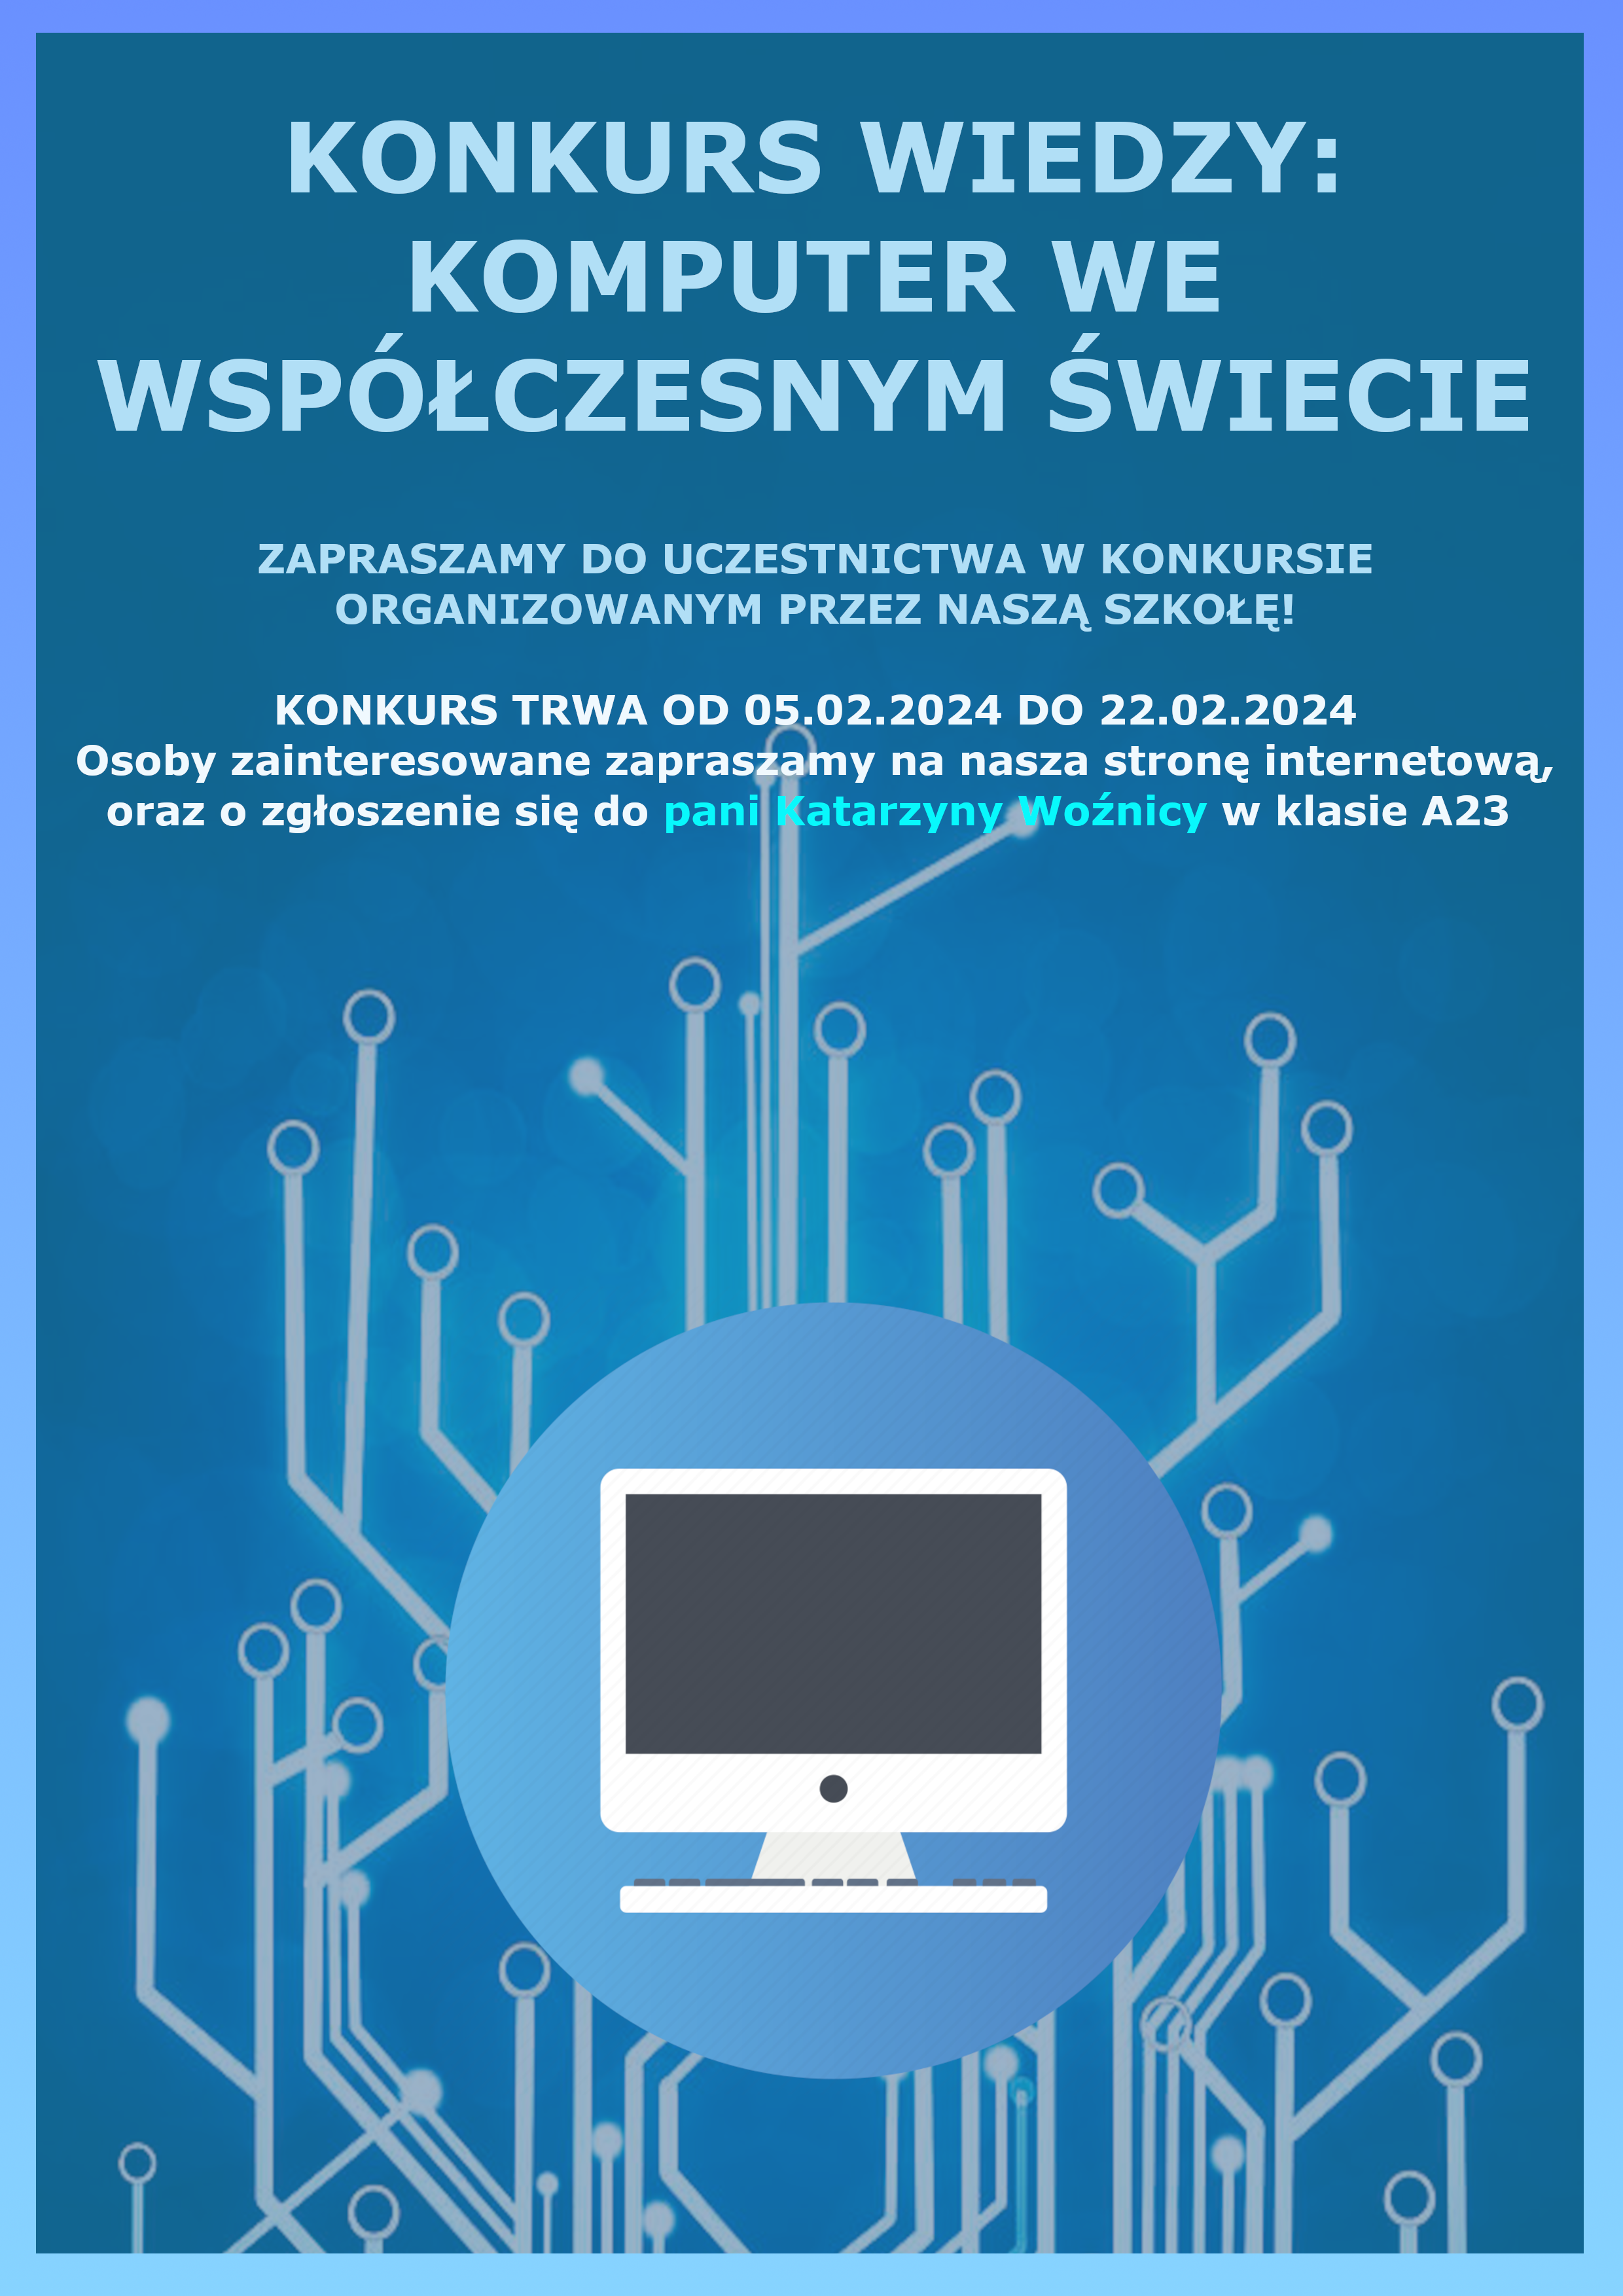 KONKURS WIEDZY:
KOMPUTER WE
WSPÓŁCZESNYM ŚWIECIE
ZAPRASZAMY DO UCZESTNICTWA W KONKURSIE
ORGANIZOWANYM PRZEZ NASZĄ SZKOŁĘ!
KONKURS TRWA OD 05.02.2024 DO 22.02.2024
Osoby zainteresowane zapraszamy na nasza stronę internetową,
oraz o zgłoszenie się do pani Katarzyny Woźnicy w klasie A23